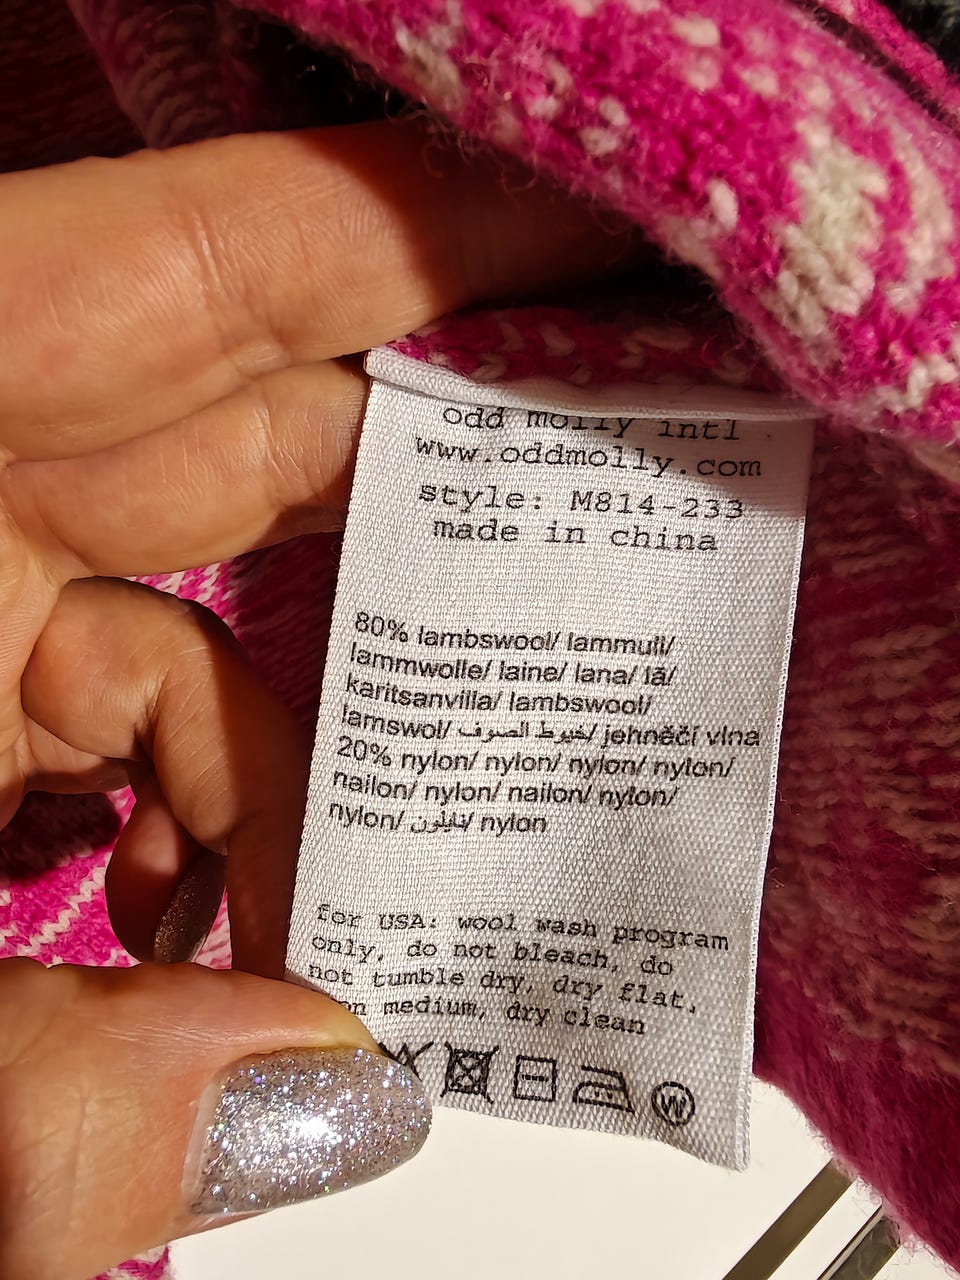 odd molly intl
www.oddmolly.com
style: M814-233
made in china
80% lambswool/ lammull/
lammwolle/ laine/ lana/ lã/
karitsanvilla/ lambswool/
lamswol/ خيوط الصوف/ jehněčí vlna
20% nylon/ nylon/ nylon/ nylon/
nailon/ nylon/ nailon/ nylon/
nylon/ نايلون/ nylon
for USA: wool wash program
only, do not bleach, do
not tumble dry, dry flat,
medium, dry clean
W